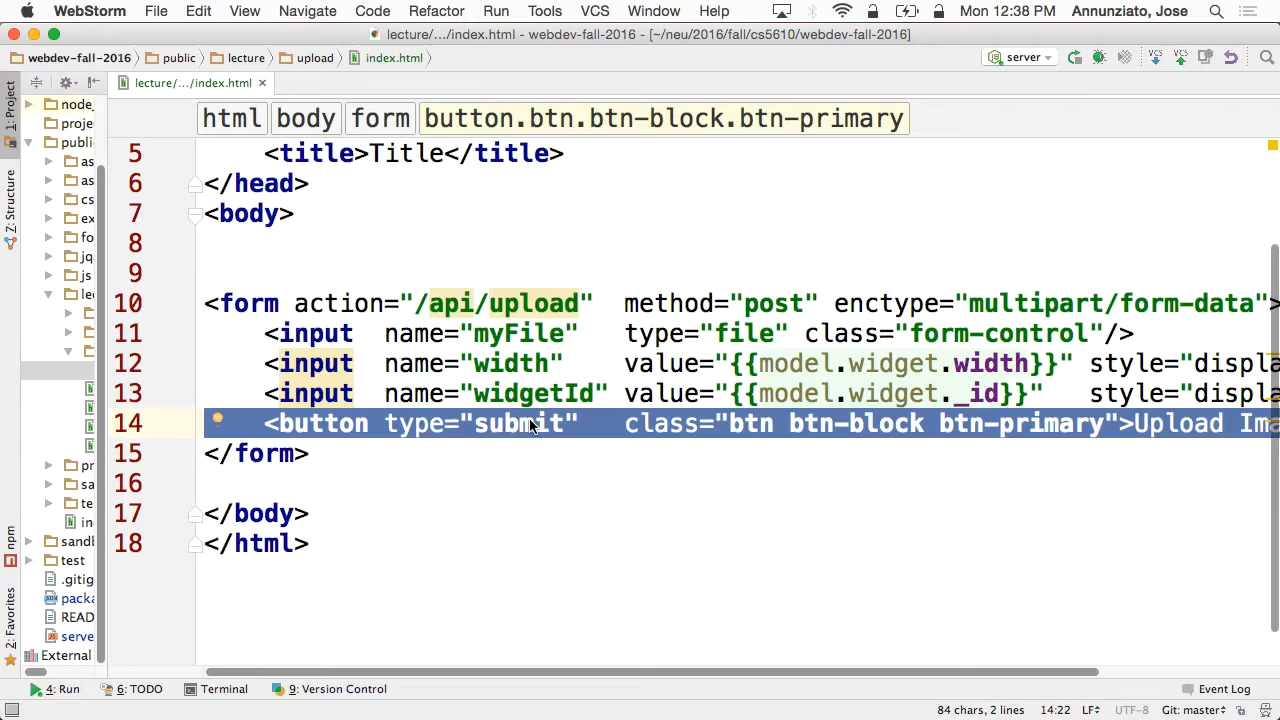 WebStorm File Edit View Navigate Code Refactor Run Tools VCS Window Help Mon 12:38 PM Annunziato, Jose
lecture/.../index.html - webdev-fall-2016 - [~/neu/2016/fall/cs5610/webdev-fall-2016]
webdev-fall-2016 public lecture upload index.html server VCS VCS
1: Project
Z: Structure
npm
2: Favorites
lecture/.../index.html
node_
proje
publi
as
as
cs
ex
fo
jq
js
le
pr
sa
te
in
sandl
test
.gitig
packa
READ
serve
External
html body form button.btn.btn-block.btn-primary
5 <title>Title</title>
6 </head>
7 <body>
8
9
10 <form action="/api/upload" method="post" enctype="multipart/form-data">
11 <input name="myFile" type="file" class="form-control"/>
12 <input name="width" value="{{model.widget.width}}" style="displa
13 <input name="widgetId" value="{{model.widget._id}}" style="displa
14 <button type="submit" class="btn btn-block btn-primary">Upload Ima
15 </form>
16
17 </body>
18 </html>
4: Run 6: TODO Terminal 9: Version Control Event Log
84 chars, 2 lines 14:22 LF UTF-8 Git: master